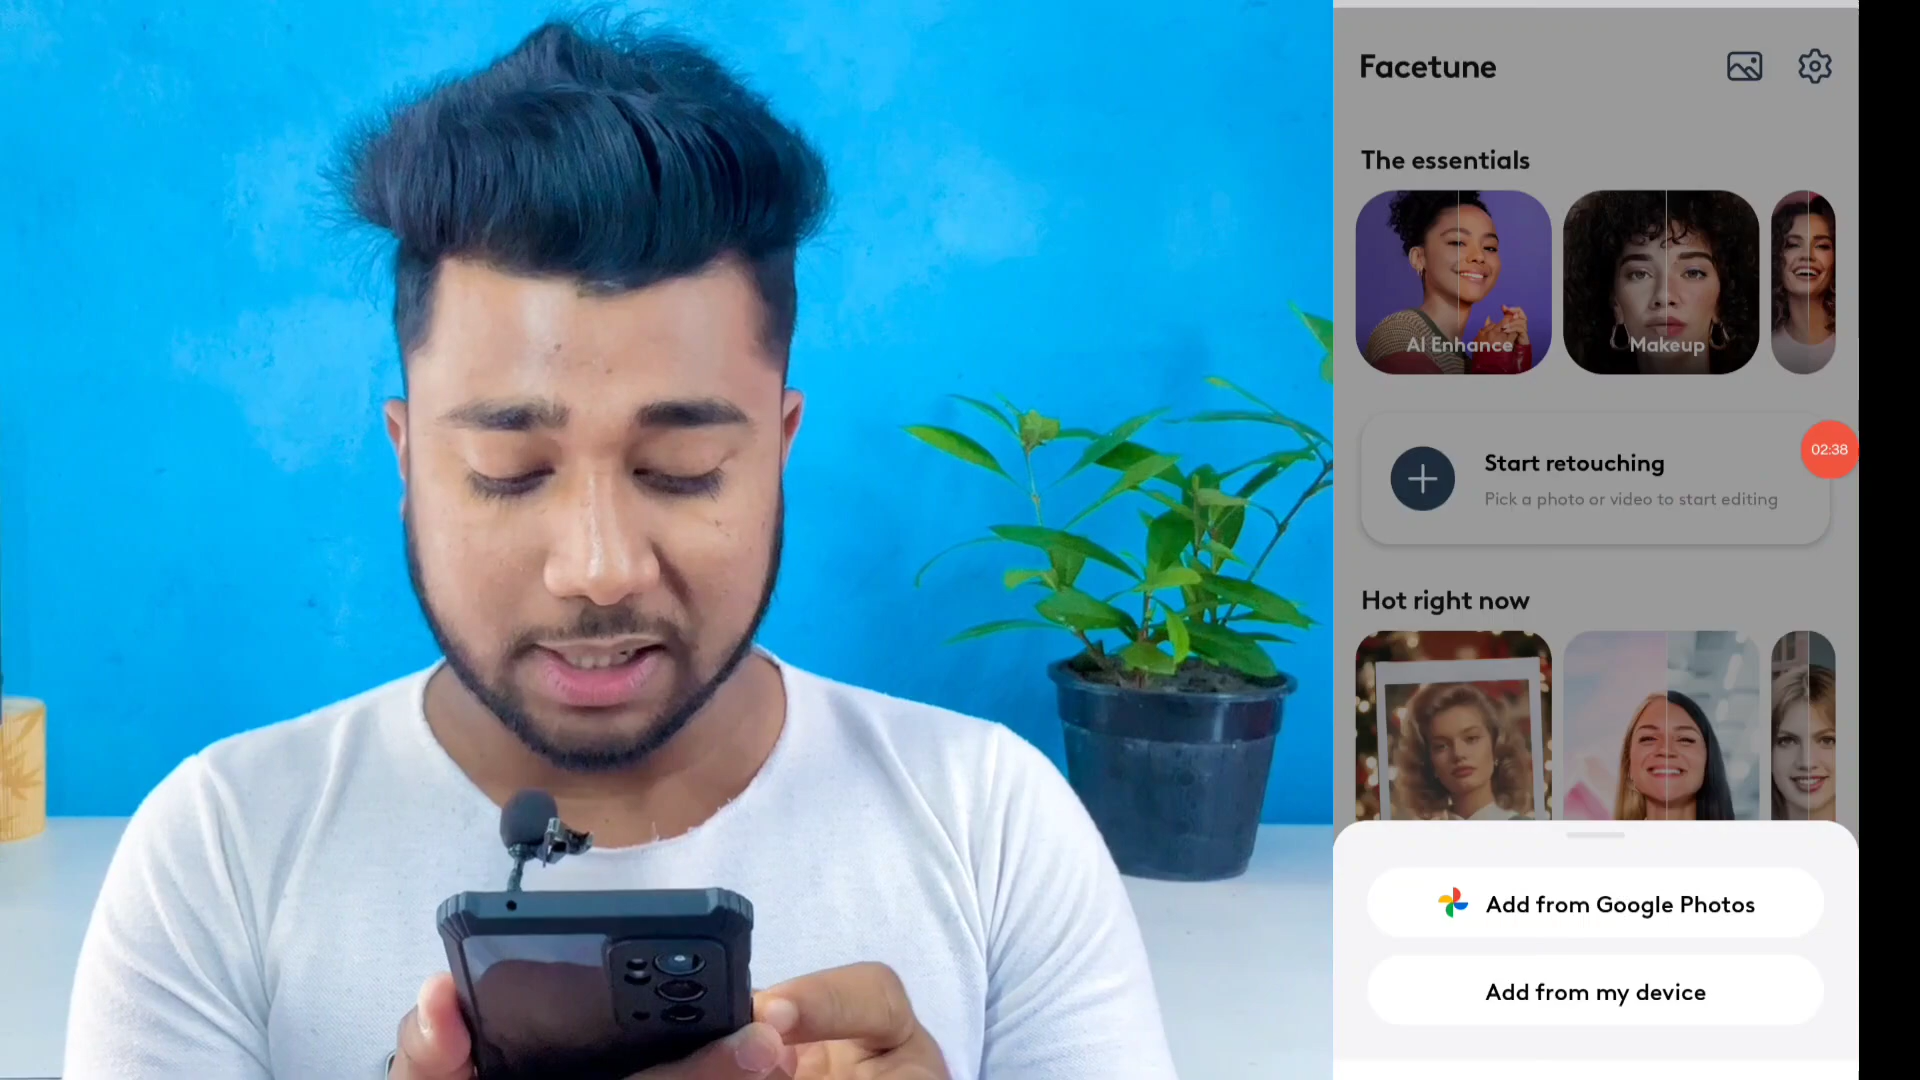 Facetune
The essentials
AI Enhance
Makeup
Start retouching
Pick a photo or video to start editing
02:38
Hot right now
Add from Google Photos
Add from my device